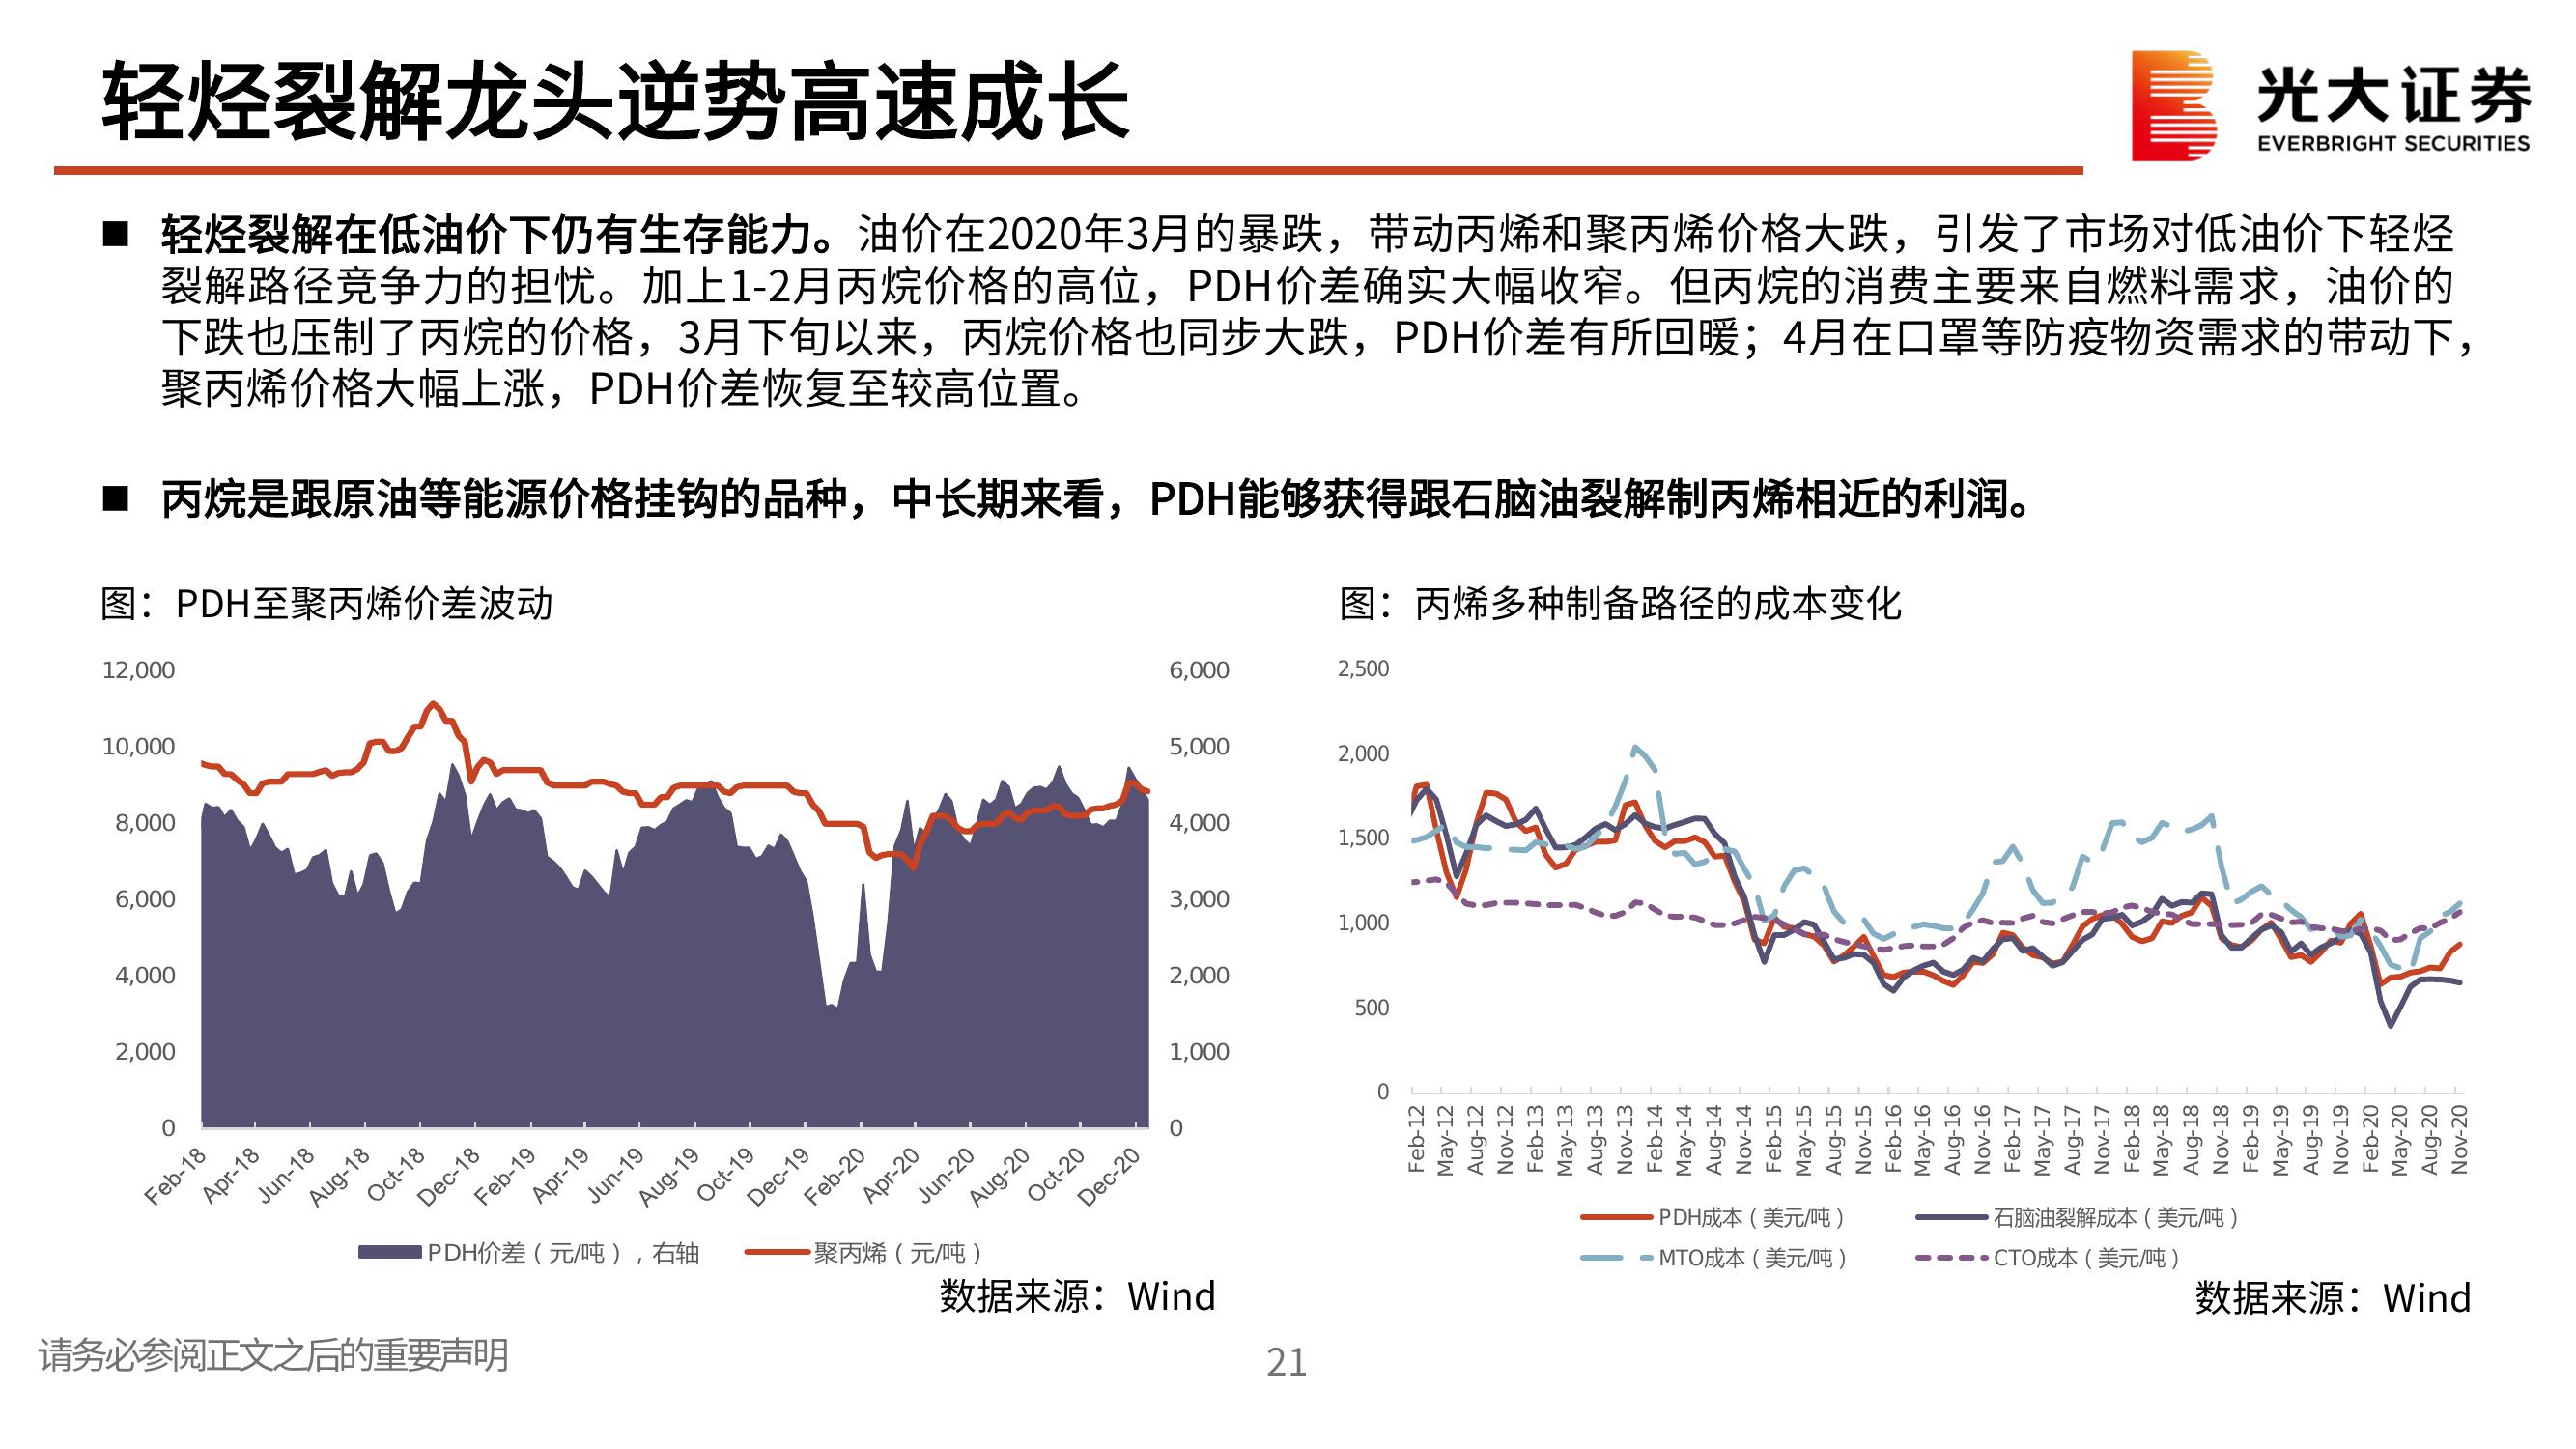 轻烃裂解龙头逆势高速成长
光大证券
EVERBRIGHT SECURITIES
■ 轻烃裂解在低油价下仍有生存能力。油价在2020年3月的暴跌，带动丙烯和聚丙烯价格大跌，引发了市场对低油价下轻烃
裂解路径竞争力的担忧。加上1-2月丙烷价格的高位，PDH价差确实大幅收窄。但丙烷的消费主要来自燃料需求，油价的
下跌也压制了丙烷的价格，3月下旬以来，丙烷价格也同步大跌，PDH价差有所回暖；4月在口罩等防疫物资需求的带动下，
聚丙烯价格大幅上涨，PDH价差恢复至较高位置。
■ 丙烷是跟原油等能源价格挂钩的品种，中长期来看，PDH能够获得跟石脑油裂解制丙烯相近的利润。
图：PDH至聚丙烯价差波动
12,000
10,000
8,000
6,000
4,000
2,000
0
6,000
5,000
4,000
3,000
2,000
1,000
0
Feb-18 Apr-18 Jun-18 Aug-18 Oct-18 Dec-18 Feb-19 Apr-19 Jun-19 Aug-19 Oct-19 Dec-19 Feb-20 Apr-20 Jun-20 Aug-20 Oct-20 Dec-20
PDH价差（元/吨），右轴 聚丙烯（元/吨）
数据来源：Wind
图：丙烯多种制备路径的成本变化
2,500
2,000
1,500
1,000
500
0
Feb-12 May-12 Aug-12 Nov-12 Feb-13 May-13 Aug-13 Nov-13 Feb-14 May-14 Aug-14 Nov-14 Feb-15 May-15 Aug-15 Nov-15 Feb-16 May-16 Aug-16 Nov-16 Feb-17 May-17 Aug-17 Nov-17 Feb-18 May-18 Aug-18 Nov-18 Feb-19 May-19 Aug-19 Nov-19 Feb-20 May-20 Aug-20 Nov-20
PDH成本（美元/吨） 石脑油裂解成本（美元/吨）
MTO成本（美元/吨） CTO成本（美元/吨）
数据来源：Wind
请务必参阅正文之后的重要声明
21